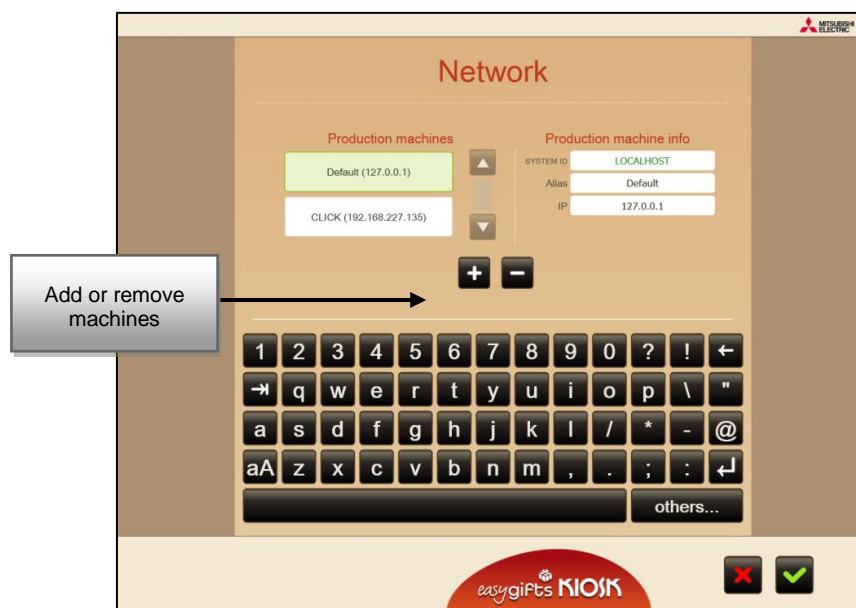 MITSUBISHI
ELECTRIC
Network
Production machines
Production machine info
Default (127.0.0.1)
SYSTEM ID LOCALHOST
Alias Default
CLICK (192.168.227.135)
IP 127.0.0.1
+ −
Add or remove
machines
1 2 3 4 5 6 7 8 9 0 ? ! ←
⇥ q w e r t y u i o p \ "
a s d f g h j k l / * - @
aA z x c v b n m , . ; : ↵
others...
easygifts KIOSK